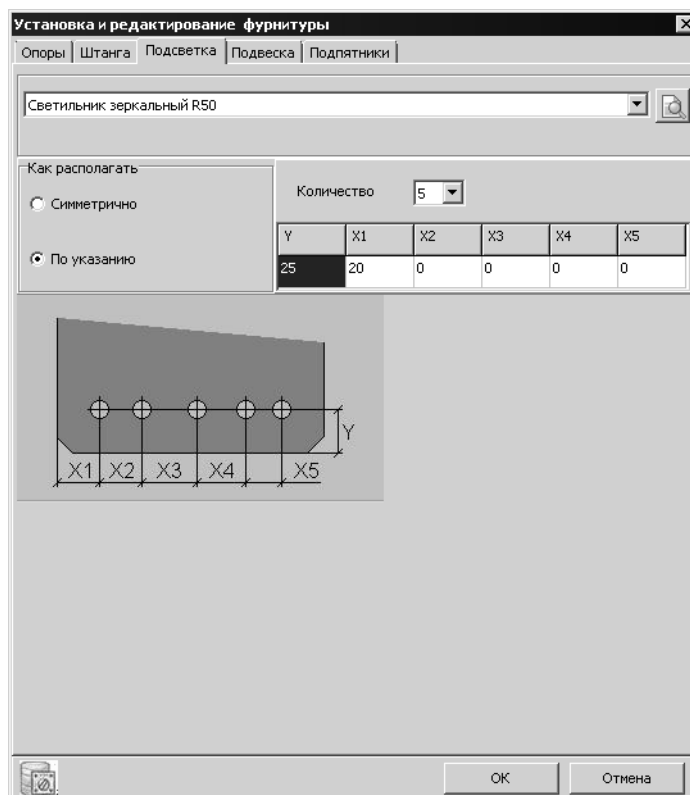 Установка и редактирование фурнитуры
Опоры Штанга Подсветка Подвеска Подпятники
Светильник зеркальный R50
Как располагать
Симметрично
По указанию
Количество 5
Y X1 X2 X3 X4 X5
25 20 0 0 0 0
Y
X1 X2 X3 X4 X5
OK Отмена